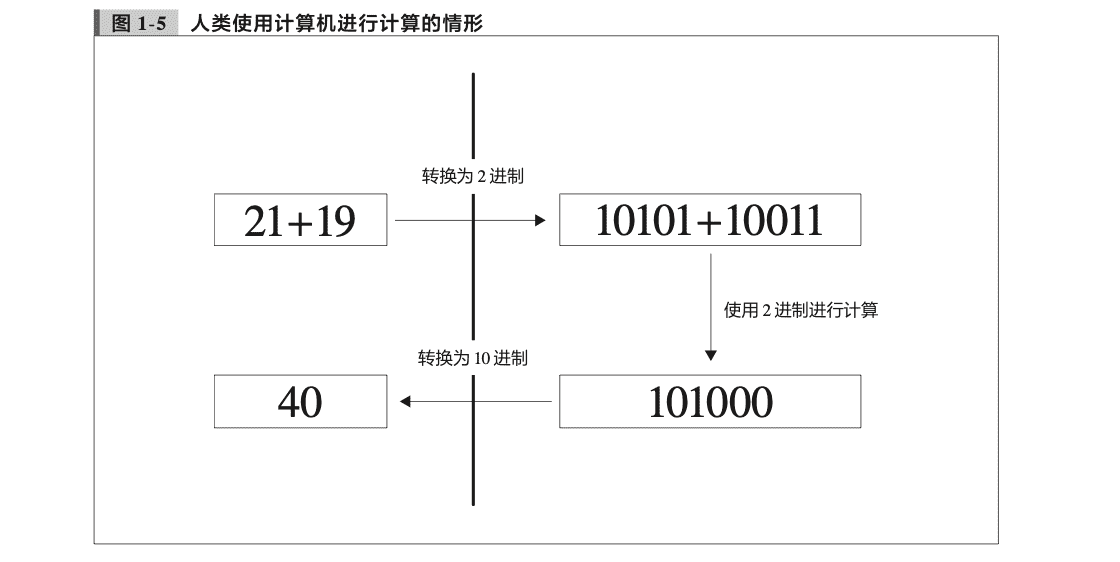 图 1-5 人类使用计算机进行计算的情形
转换为 2 进制
21+19
10101+10011
使用 2 进制进行计算
转换为 10 进制
40
101000